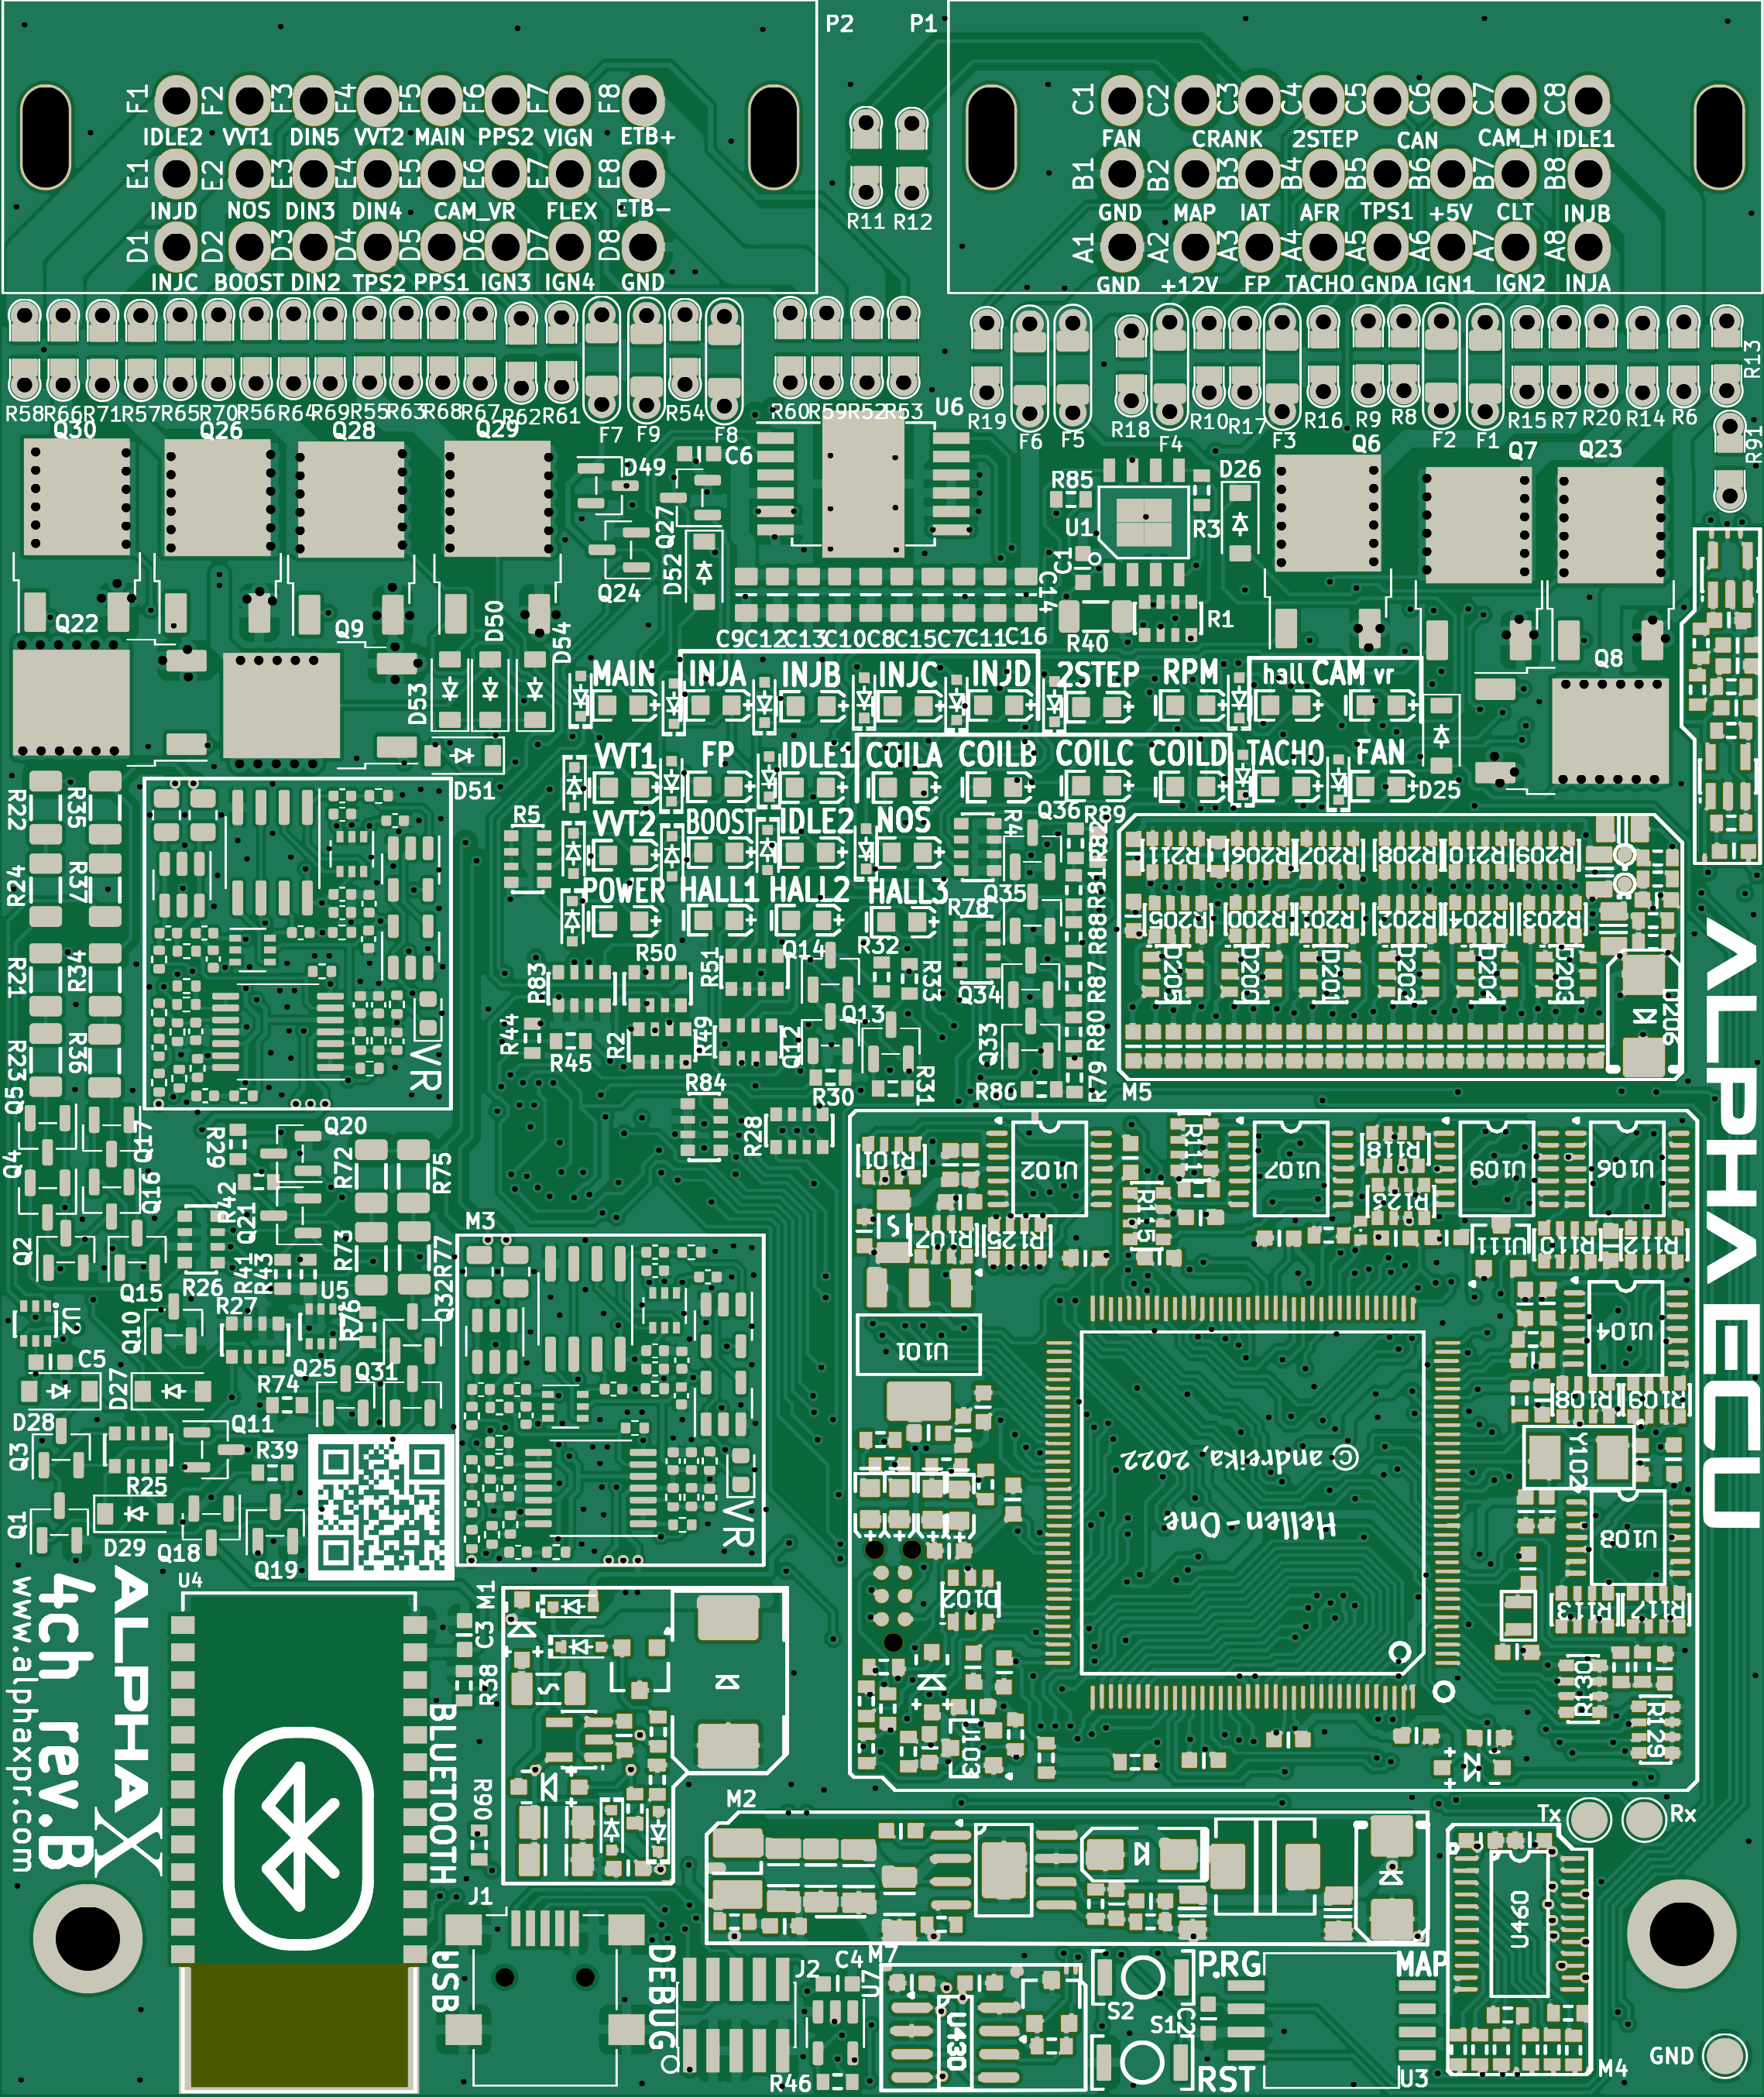 P2 P1
F1 F2 F3 F4 F5 F6 F7 F8
C1 C2 C3 C4 C5 C6 C7 C8
IDLE2 VVT1 DIN5 VVT2 MAIN PPS2 VIGN ETB+
FAN CRANK 2STEP CAN CAM_H IDLE1
E1 E2 E3 E4 E5 E6 E7 E8
B1 B2 B3 B4 B5 B6 B7 B8
INJD NOS DIN3 DIN4 CAM_VR FLEX ETB-
R11 R12
GND MAP IAT AFR TPS1 +5V CLT INJB
D1 D2 D3 D4 D5 D6 D7 D8
A1 A2 A3 A4 A5 A6 A7 A8
INJC BOOST DIN2 TPS2 PPS1 IGN3 IGN4 GND
GND +12V FP TACHO GNDA IGN1 IGN2 INJA
R13
R58 R66 R71 R57 R65 R70 R56 R64 R69 R55 R63 R68 R67 R62 R61 F7 F9 R54 F8 R60 R59 R52 R53 U6
R19 F6 F5 R18 F4 R10 R17 F3 R16 R9 R8 F2 F1 R15 R7 R20 R14 R6
R91
Q30 Q26 Q28 Q29 D49 C6 Q6 Q7 Q23
Q27 R85 D26
U1 R3
Q24 D52 C1 C14
Q22 Q9 D50 D54 R40 R1
C9 C12 C13 C10 C8 C15 C7 C11 C16
D53 Q8
MAIN INJA INJB INJC INJD 2STEP RPM hall CAM vr
VVT1 FP IDLE1 COILA COILB COILC COILD TACHO FAN
D51 D25
VVT2 BOOST IDLE2 NOS
R5 R4 Q36 R89 R82
POWER HALL1 HALL2 HALL3
R22 R35
R24 R37
R21 R34
R23 R36
VR
Q35 R81 R78 R88
R83 R50 R51 Q14 R32 R33 Q34 R87
R44 R45 R2 R49 Q12 Q13 Q33 R80
R84 R30 R31 R86 R79 M5
R28
R211 R206 R207 R208 R210 R209
R205 R200 R201 R202 R204 R203
D205 D200 D201 D202 D204 D203
D206
ALPHA ECU
Q5 Q17 R29 Q20 R72 R75
Q4 Q16 R42 Q21
Q2 R26 R41 R43 R73 R77 M3
Q15 R27 U5 R76 Q32
U2 Q10 Q25 Q31
C5 D27 R74
D28 Q11
Q3 R25 R39
Q1 D29 Q18 Q19
VR
R101 U102 R111 U107 R118 U109 U106
R123
R107 R125 R115 U111 R110 R112
U101 U104
R108 R109
Y102
© andreika, 2022
Hellen-One
U103
D102 R113 R117
R130
R129
U103
U4 M1
4ch rev.B
www.alphaxpr.com
ALPHA X
C3
R38
BLUETOOTH
R90
M2
Tx Rx
J1
USB
DEBUG
J2 C4 U7 M7
U430
R46
S2 S1 C2
PRG
RST
MAP
U3
U460
M4
GND